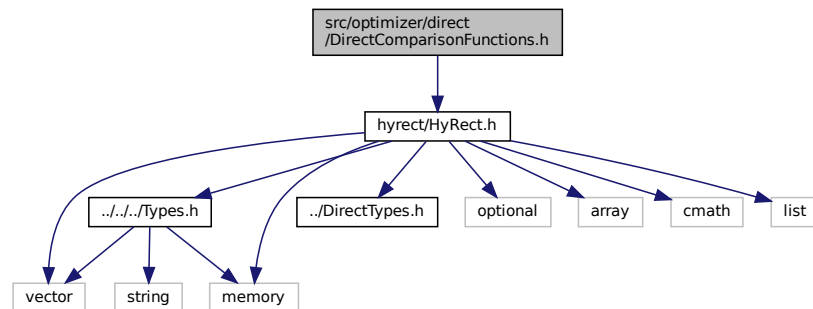 src/optimizer/direct
/DirectComparisonFunctions.h
hyrect/HyRect.h
../../../Types.h
../DirectTypes.h
optional
array
cmath
list
vector
string
memory